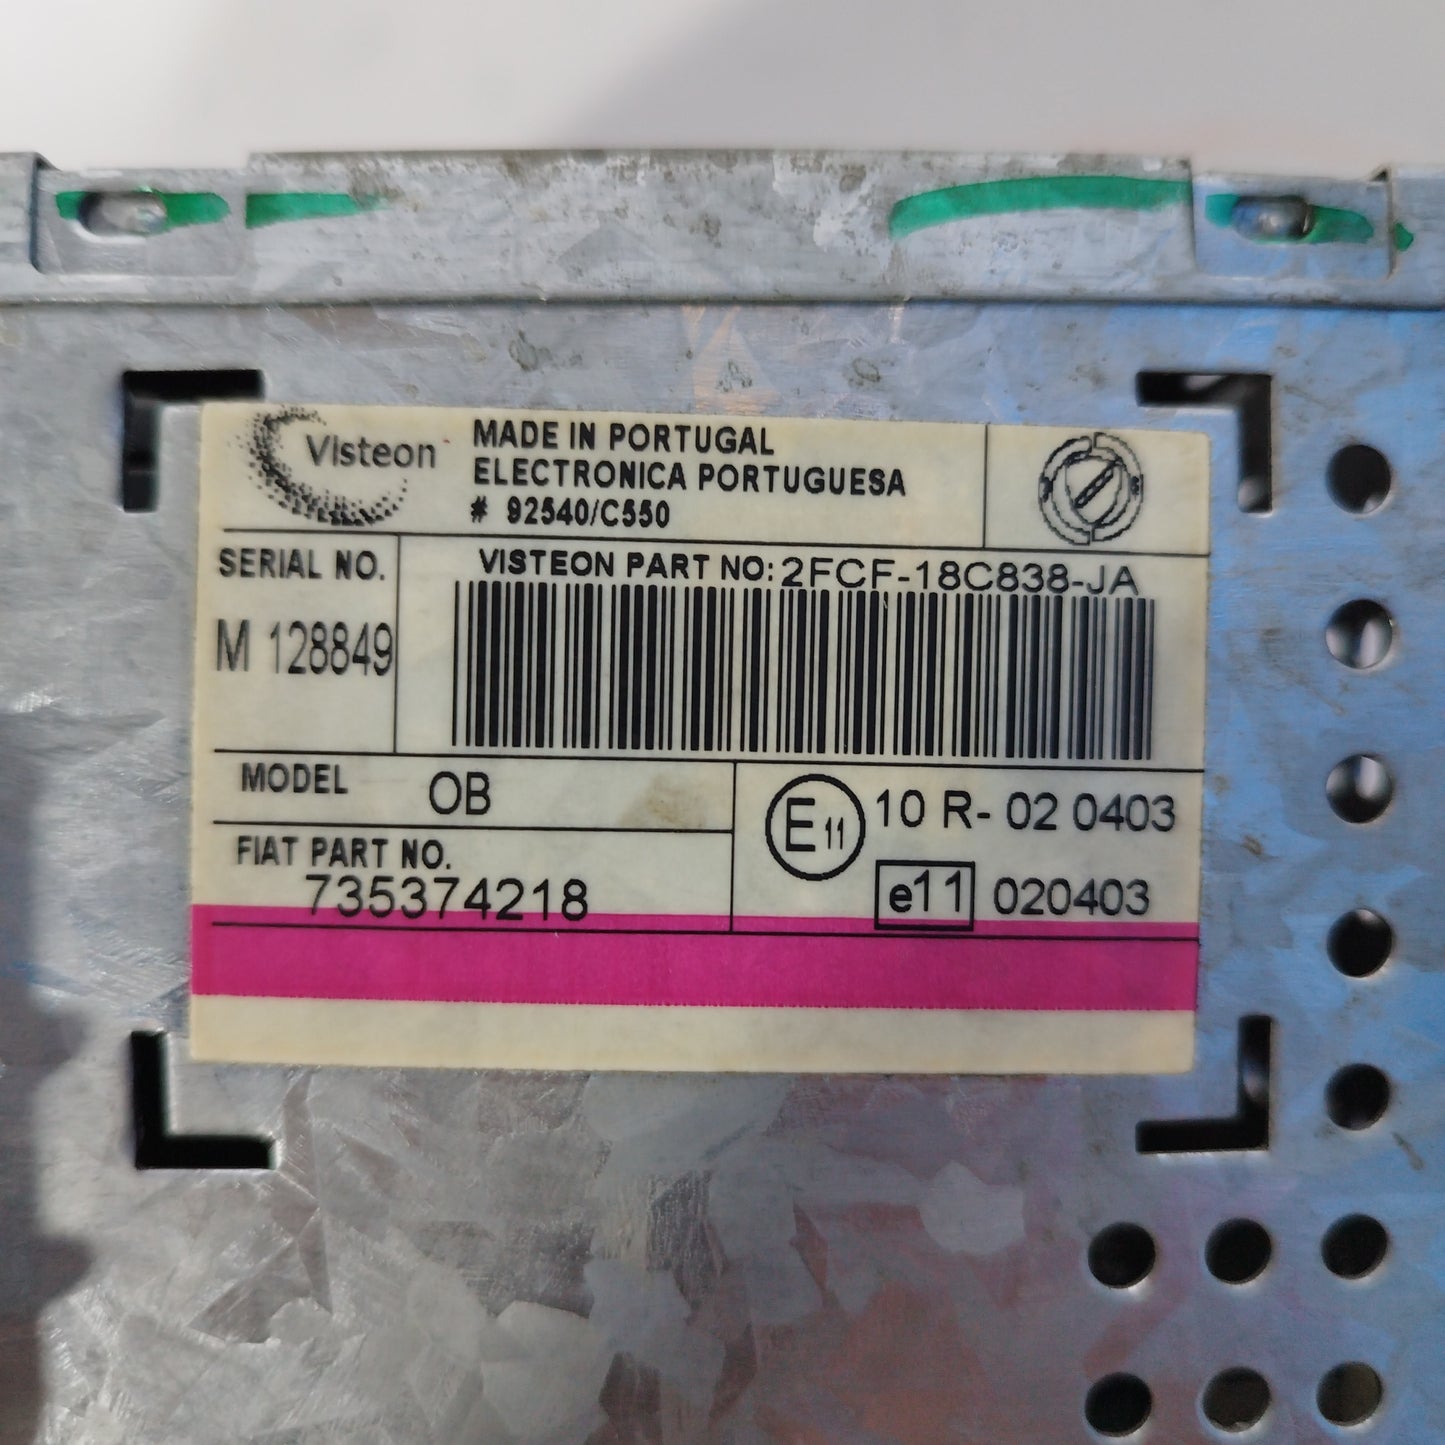 Visteon
MADE IN PORTUGAL
ELECTRONICA PORTUGUESA
# 92540/C550
SERIAL NO.
M 128849
VISTEON PART NO: 2FCF-18C838-JA
MODEL OB
FIAT PART NO.
735374218
E11 10 R- 02 0403
e11 020403